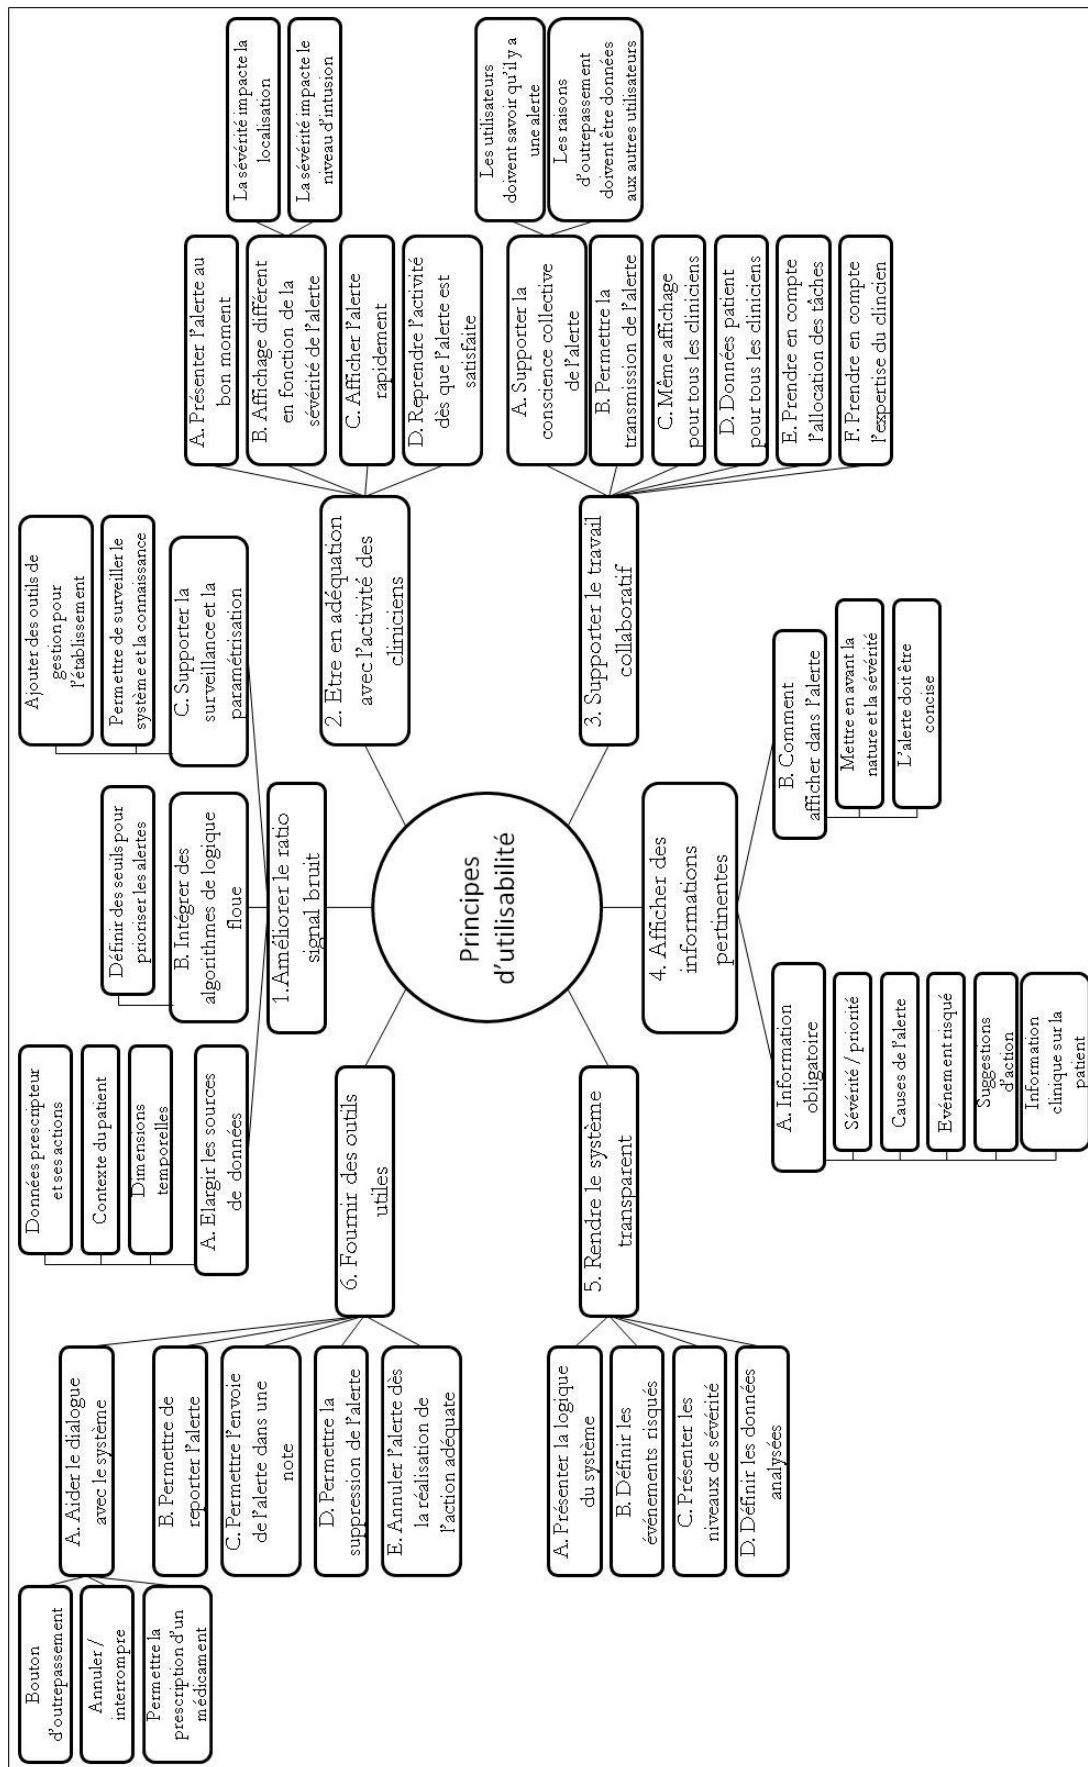 Principes
d'utilisabilité
1.Améliorer le ratio
signal bruit
A. Elargir les sources
de données
Données prescripteur
et ses actions
Contexte du patient
Dimensions
temporelles
B. Intégrer des
algorithmes de logique
floue
Définir des seuils pour
prioriser les alertes
C. Supporter la
surveillance et la
paramétrisation
Ajouter des outils de
gestion pour
l'établissement
Permettre de surveiller le
système et la connaissance
2. Etre en adéquation
avec l'activité des
cliniciens
A. Présenter l'alerte au
bon moment
B. Affichage différent
en fonction de la
sévérité de l'alerte
La sévérité impacte la
localisation
La sévérité impacte le
niveau d'intusion
C. Afficher l'alerte
rapidement
D. Reprendre l'activité
dès que l'alerte est
satisfaite
3. Supporter le travail
collaboratif
A. Supporter la
conscience collective
de l'alerte
Les utilisateurs
doivent savoir qu'il y a
une alerte
Les raisons
d'outrepassement
doivent être données
aux autres utilisateurs
B. Permettre la
transmission de l'alerte
C. Même affichage
pour tous les cliniciens
D. Données patient
pour tous les cliniciens
E. Prendre en compte
l'allocation des tâches
F. Prendre en compte
l'expertise du clincien
4. Afficher des
informations
pertinentes
A. Information
obligatoire
Sévérité / priorité
Causes de l'alerte
Evénement risqué
Suggestions
d'action
Information
clinique sur la
patient
B. Comment
afficher dans l'alerte
Mettre en avant la
nature et la sévérité
L'alerte doit être
concise
5. Rendre le système
transparent
A. Présenter la logique
du système
B. Définir les
événements risqués
C. Présenter les
niveaux de sévérité
D. Définir les données
analysées
6. Fournir des outils
utiles
A. Aider le dialogue
avec le système
Bouton
d'outrepassement
Annuler /
interrompre
Permettre la
prescription d'un
médicament
B. Permettre de
reporter l'alerte
C. Permettre l'envoie
de l'alerte dans une
note
D. Permettre la
suppression de l'alerte
E. Annuler l'alerte dès
la réalisation de
l'action adéquate